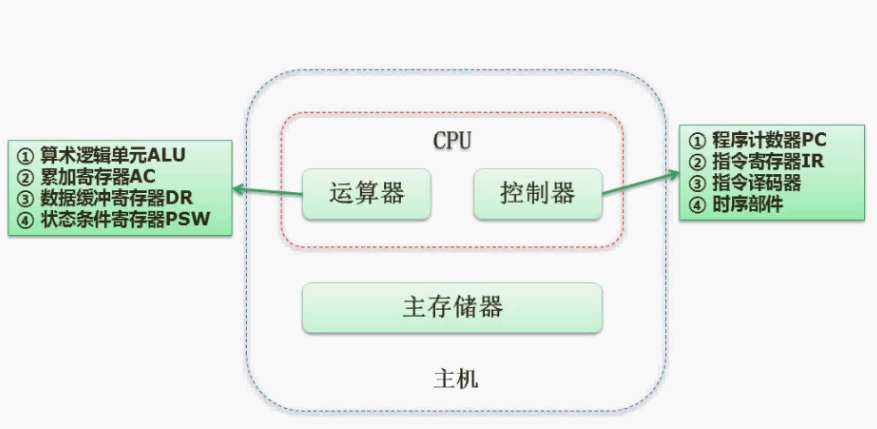 CPU
① 算术逻辑单元ALU
② 累加寄存器AC
③ 数据缓冲寄存器DR
④ 状态条件寄存器PSW
运算器
控制器
① 程序计数器PC
② 指令寄存器IR
③ 指令译码器
④ 时序部件
主存储器
主机